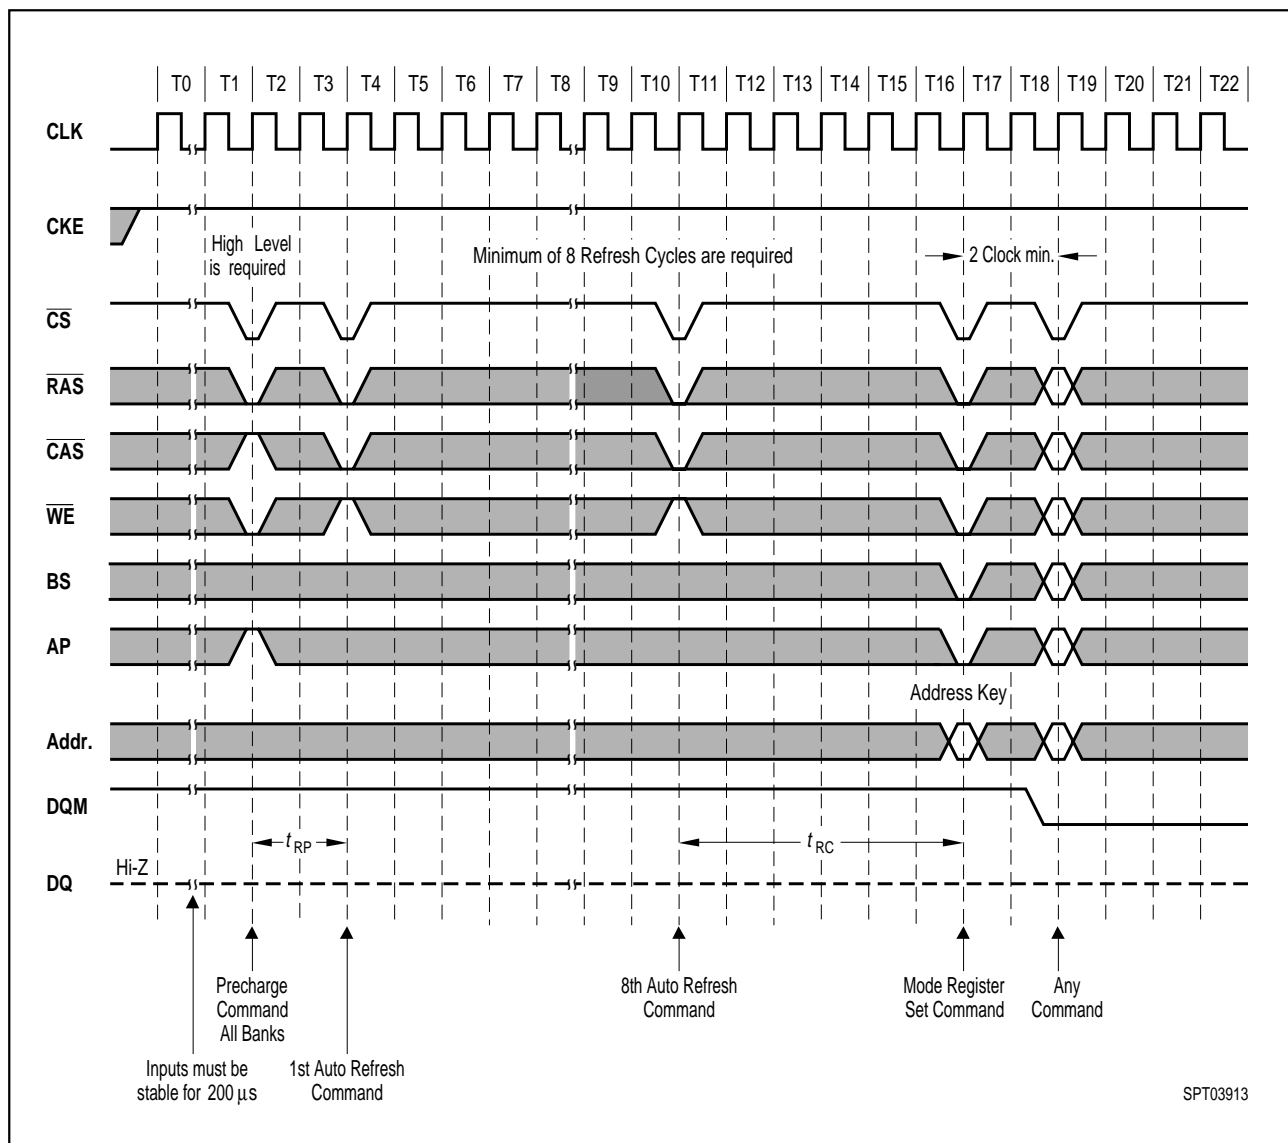 T0 T1 T2 T3 T4 T5 T6 T7 T8 T9 T10 T11 T12 T13 T14 T15 T16 T17 T18 T19 T20 T21 T22
CLK
CKE
High Level
is required
Minimum of 8 Refresh Cycles are required
2 Clock min.
CS
RAS
CAS
WE
BS
AP
Address Key
Addr.
DQM
tRP
tRC
Hi-Z
DQ
Precharge
Command
All Banks
8th Auto Refresh
Command
Mode Register
Set Command
Any
Command
Inputs must be
stable for 200 µs
1st Auto Refresh
Command
SPT03913